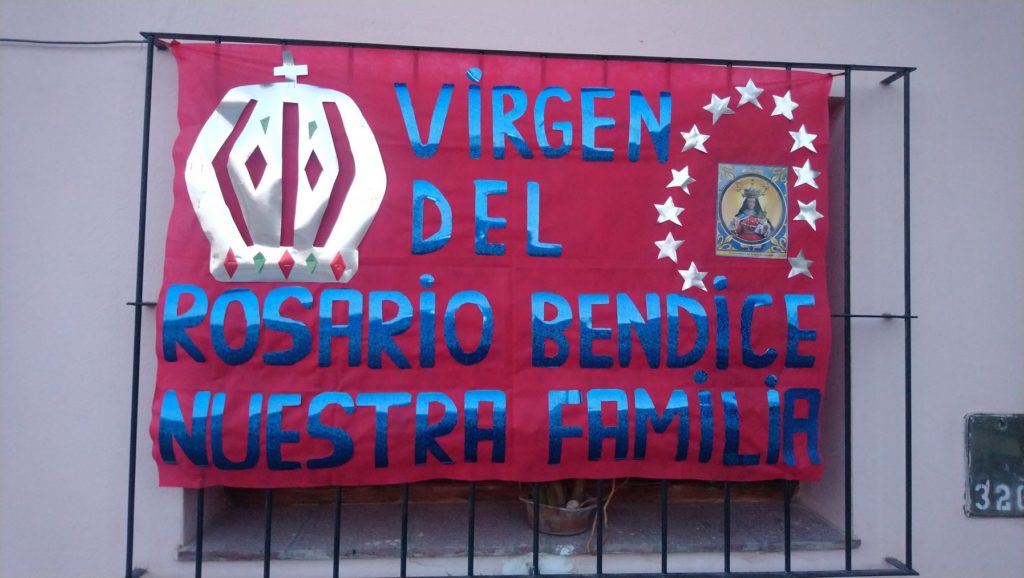 ViRGEN
DEL
ROSARiO BENDiCE
NUESTRA FAMiLiA